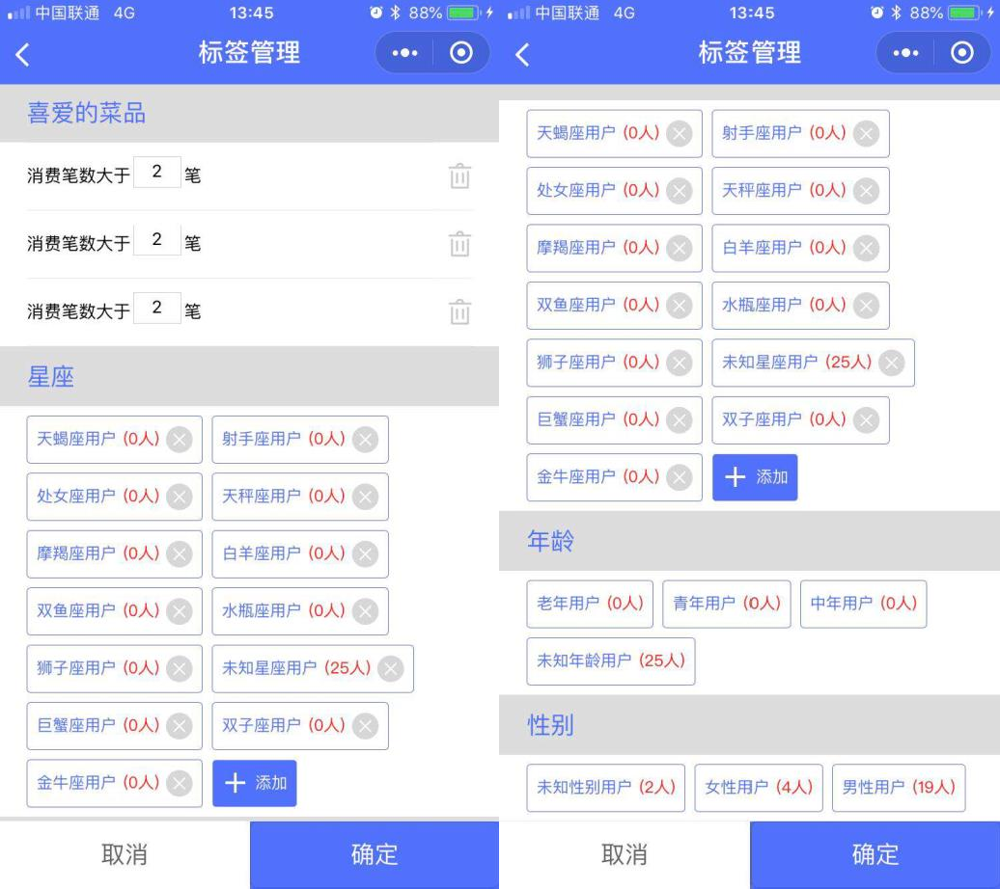 中国联通 4G 13:45 88%
标签管理
喜爱的菜品
消费笔数大于 2 笔
消费笔数大于 2 笔
消费笔数大于 2 笔
星座
天蝎座用户 (0人) 射手座用户 (0人)
处女座用户 (0人) 天秤座用户 (0人)
摩羯座用户 (0人) 白羊座用户 (0人)
双鱼座用户 (0人) 水瓶座用户 (0人)
狮子座用户 (0人) 未知星座用户 (25人)
巨蟹座用户 (0人) 双子座用户 (0人)
金牛座用户 (0人) 添加
取消 确定
中国联通 4G 13:45 88%
标签管理
天蝎座用户 (0人) 射手座用户 (0人)
处女座用户 (0人) 天秤座用户 (0人)
摩羯座用户 (0人) 白羊座用户 (0人)
双鱼座用户 (0人) 水瓶座用户 (0人)
狮子座用户 (0人) 未知星座用户 (25人)
巨蟹座用户 (0人) 双子座用户 (0人)
金牛座用户 (0人) 添加
年龄
老年用户 (0人) 青年用户 (0人) 中年用户 (0人)
未知年龄用户 (25人)
性别
未知性别用户 (2人) 女性用户 (4人) 男性用户 (19人)
取消 确定